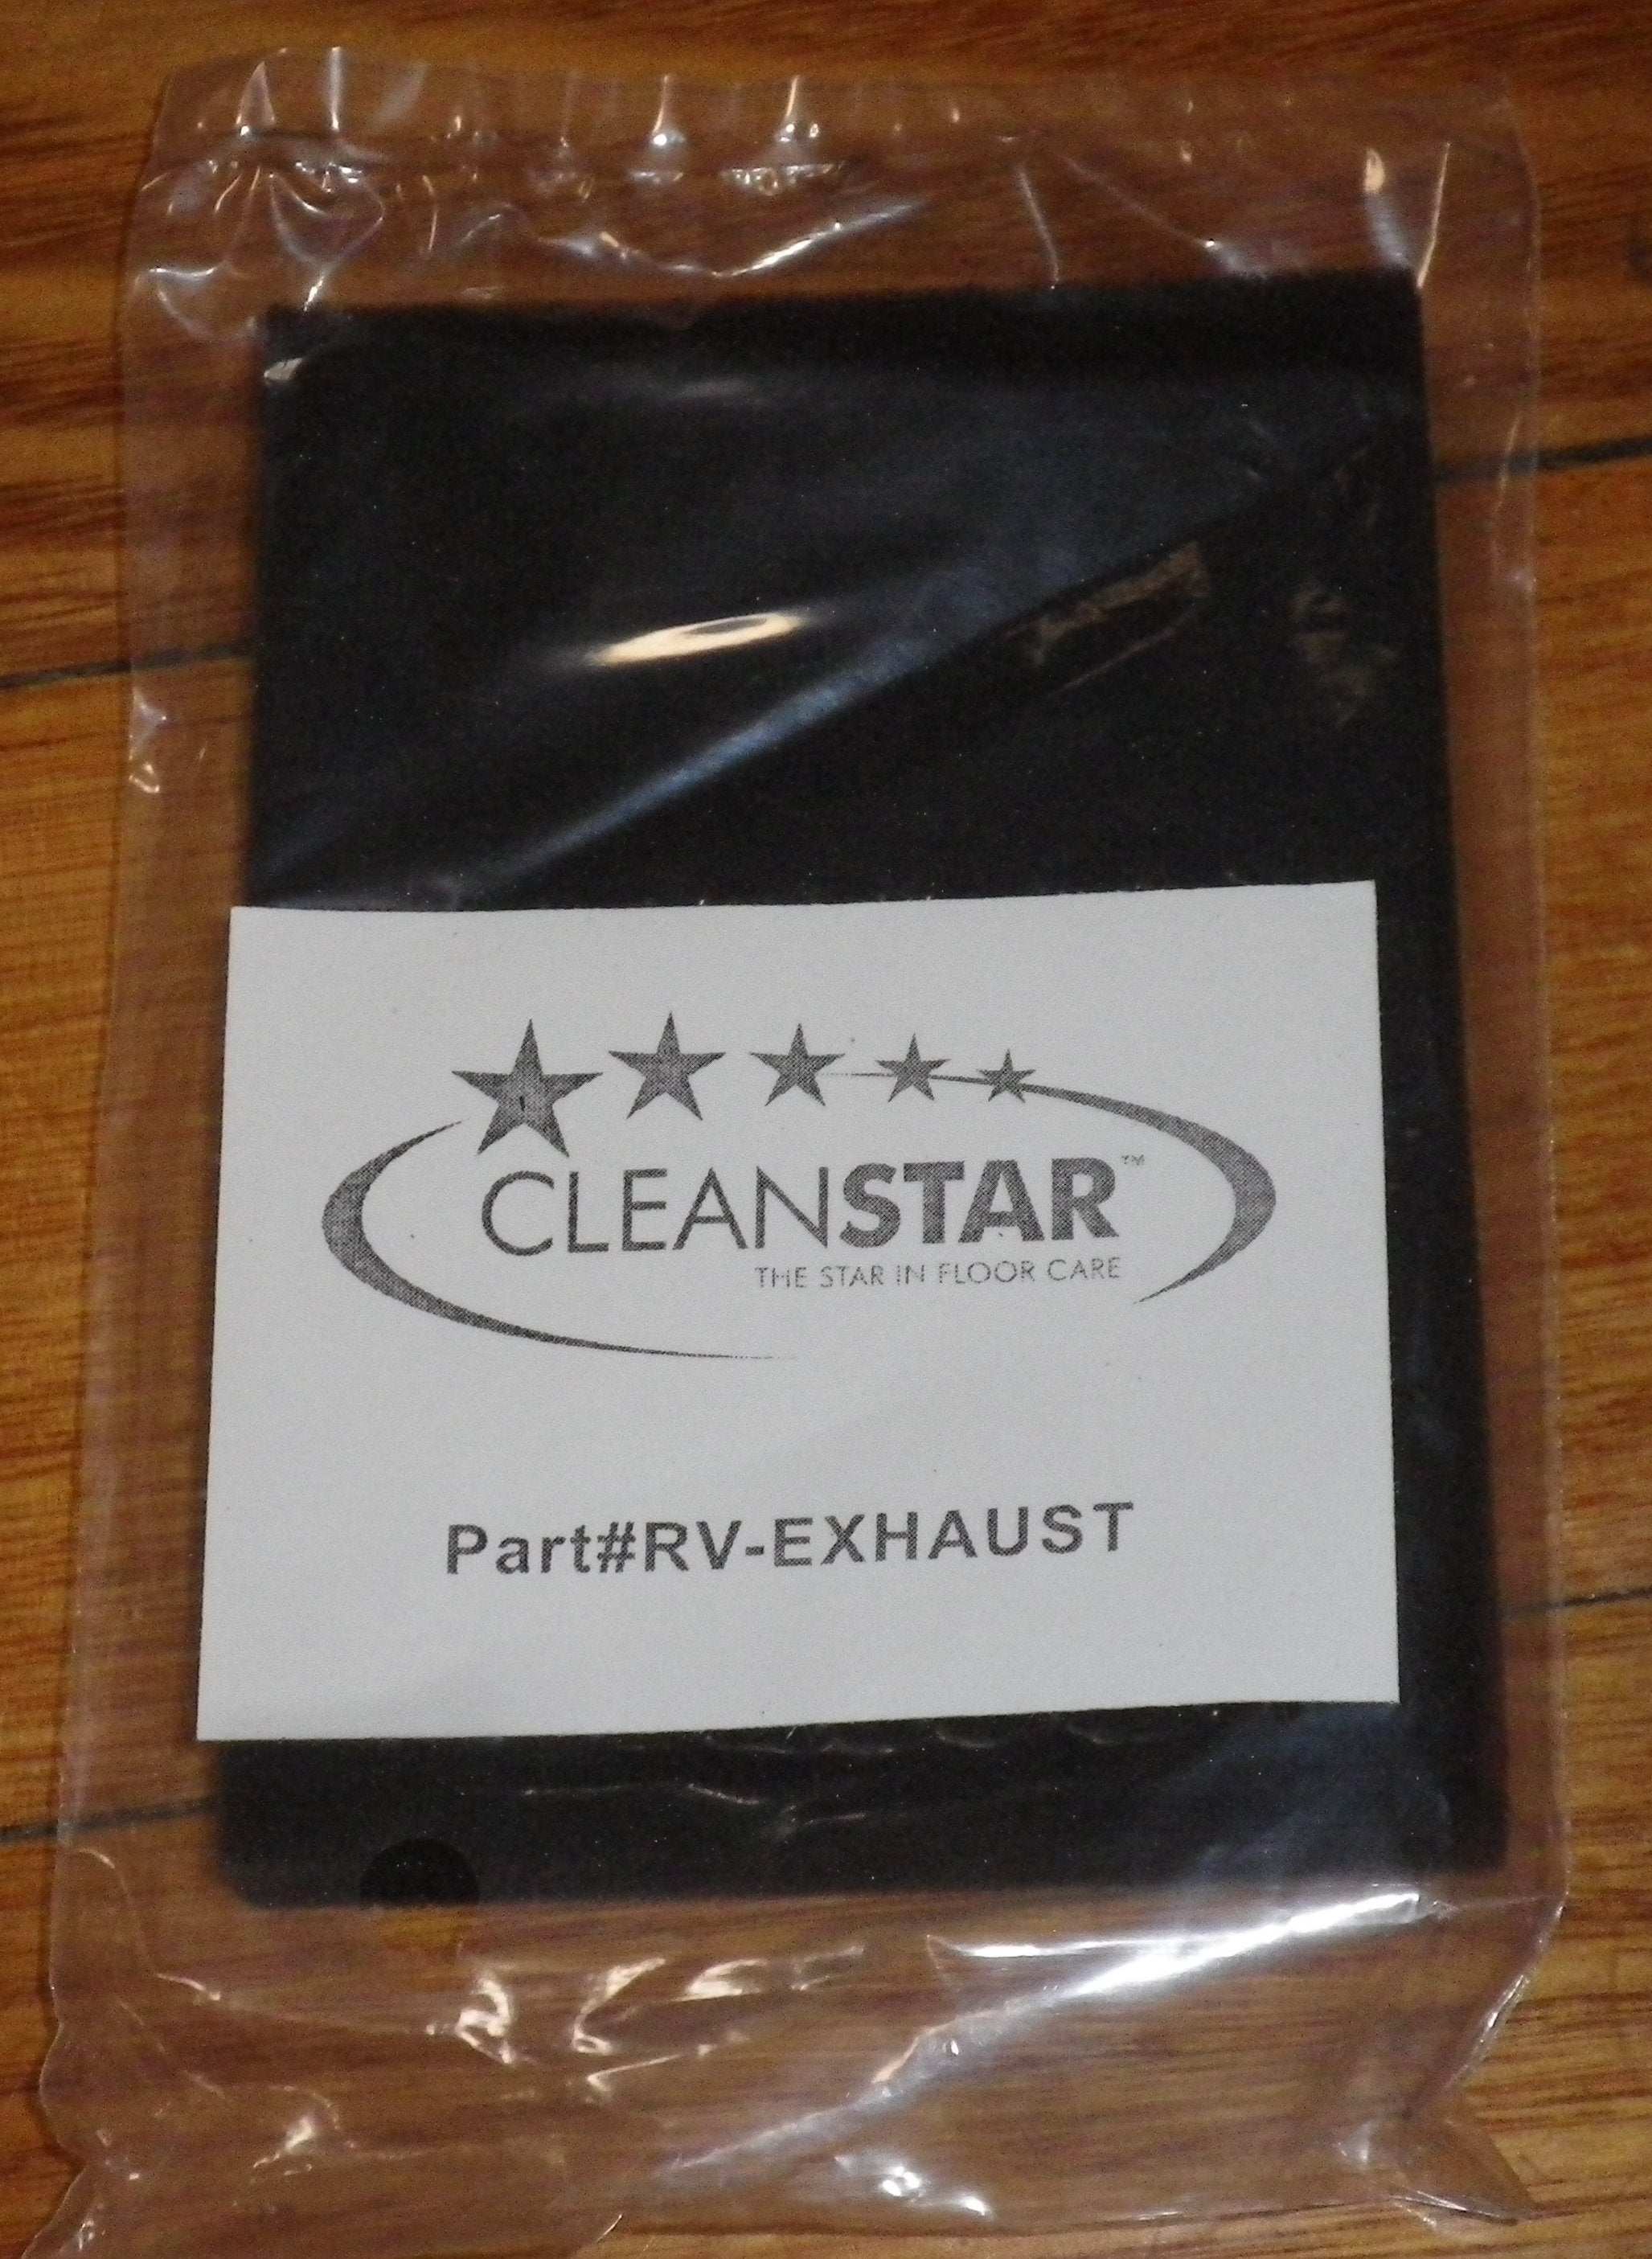 CLEANSTAR™
THE STAR IN FLOOR CARE
Part#RV-EXHAUST